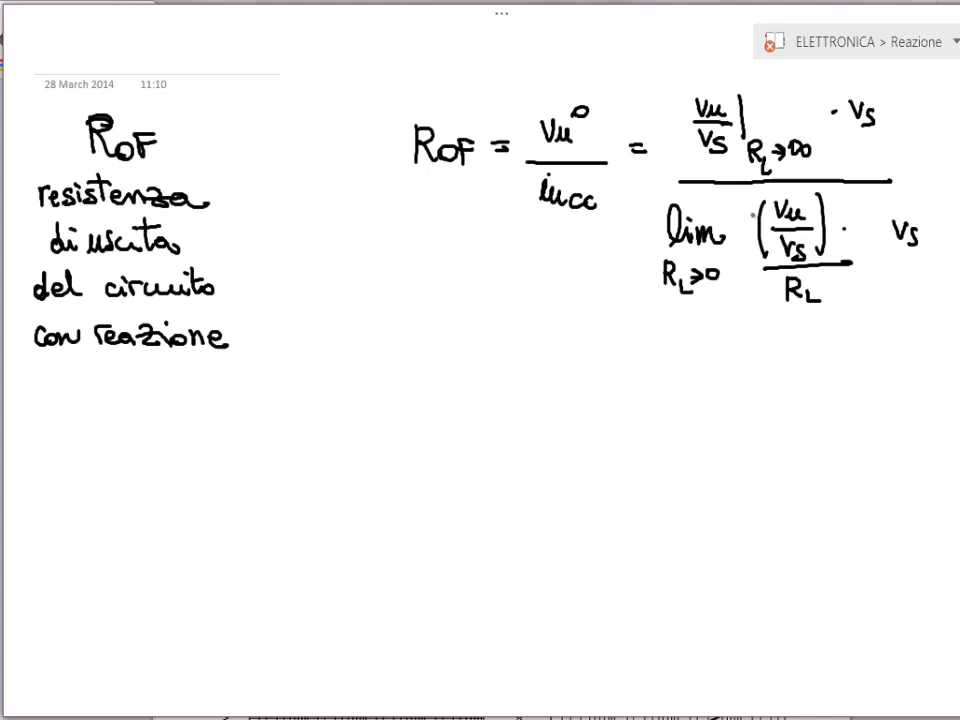 ...
ELETTRONICA > Reazione
28 March 2014 11:10
ROF
resistenza
di uscita
del circuito
con reazione
ROF = vu⁰ / iucc = vu/vs | RL→∞ · vs / lim RL→0 (vu/vs) / RL · vs